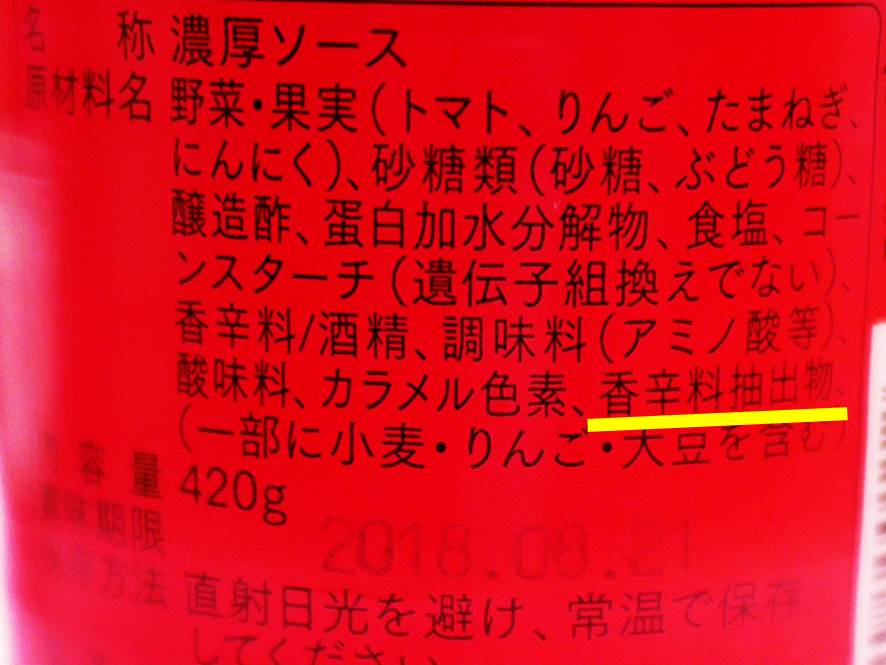 名称 濃厚ソース
原材料名 野菜・果実(トマト、りんご、たまねぎ、
にんにく)、砂糖類(砂糖、ぶどう糖)、
醸造酢、蛋白加水分解物、食塩、コー
ンスターチ(遺伝子組換えでない)、
香辛料/酒精、調味料(アミノ酸等)、
酸味料、カラメル色素、香辛料抽出物、
(一部に小麦・りんご・大豆を含む)
内容量 420g
賞味期限 2018.08.21
保存方法 直射日光を避け、常温で保存
してください。